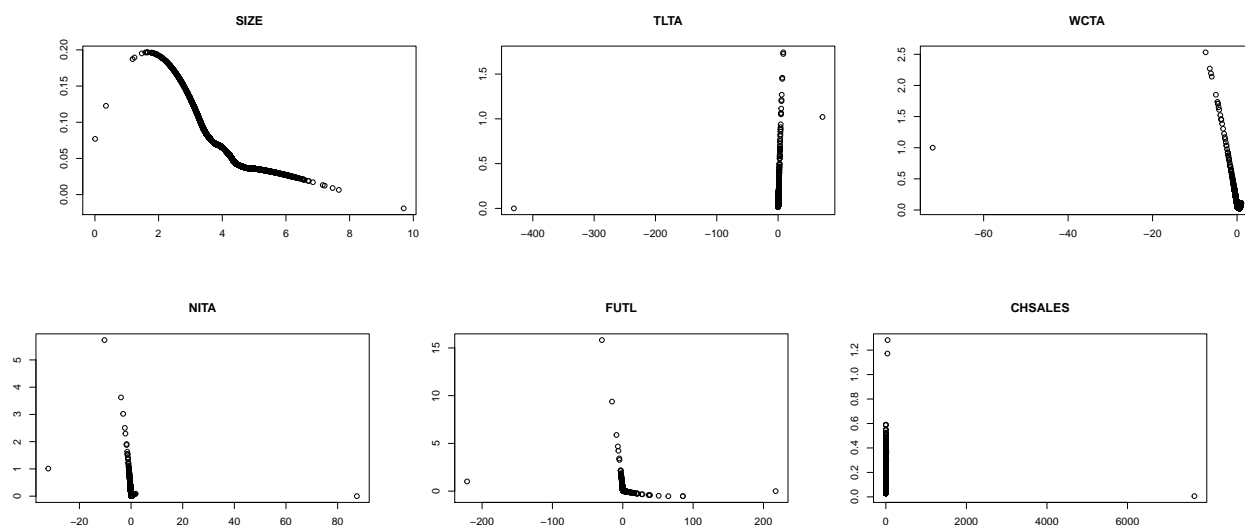 SIZE
0.00 0.05 0.10 0.15 0.20
0 2 4 6 8 10
TLTA
0.0 0.5 1.0 1.5
−400 −300 −200 −100 0
WCTA
0.0 0.5 1.0 1.5 2.0 2.5
−60 −40 −20 0
NITA
0 1 2 3 4 5
−20 0 20 40 60 80
FUTL
0 5 10 15
−200 −100 0 100 200
CHSALES
0.0 0.2 0.4 0.6 0.8 1.0 1.2
0 2000 4000 6000